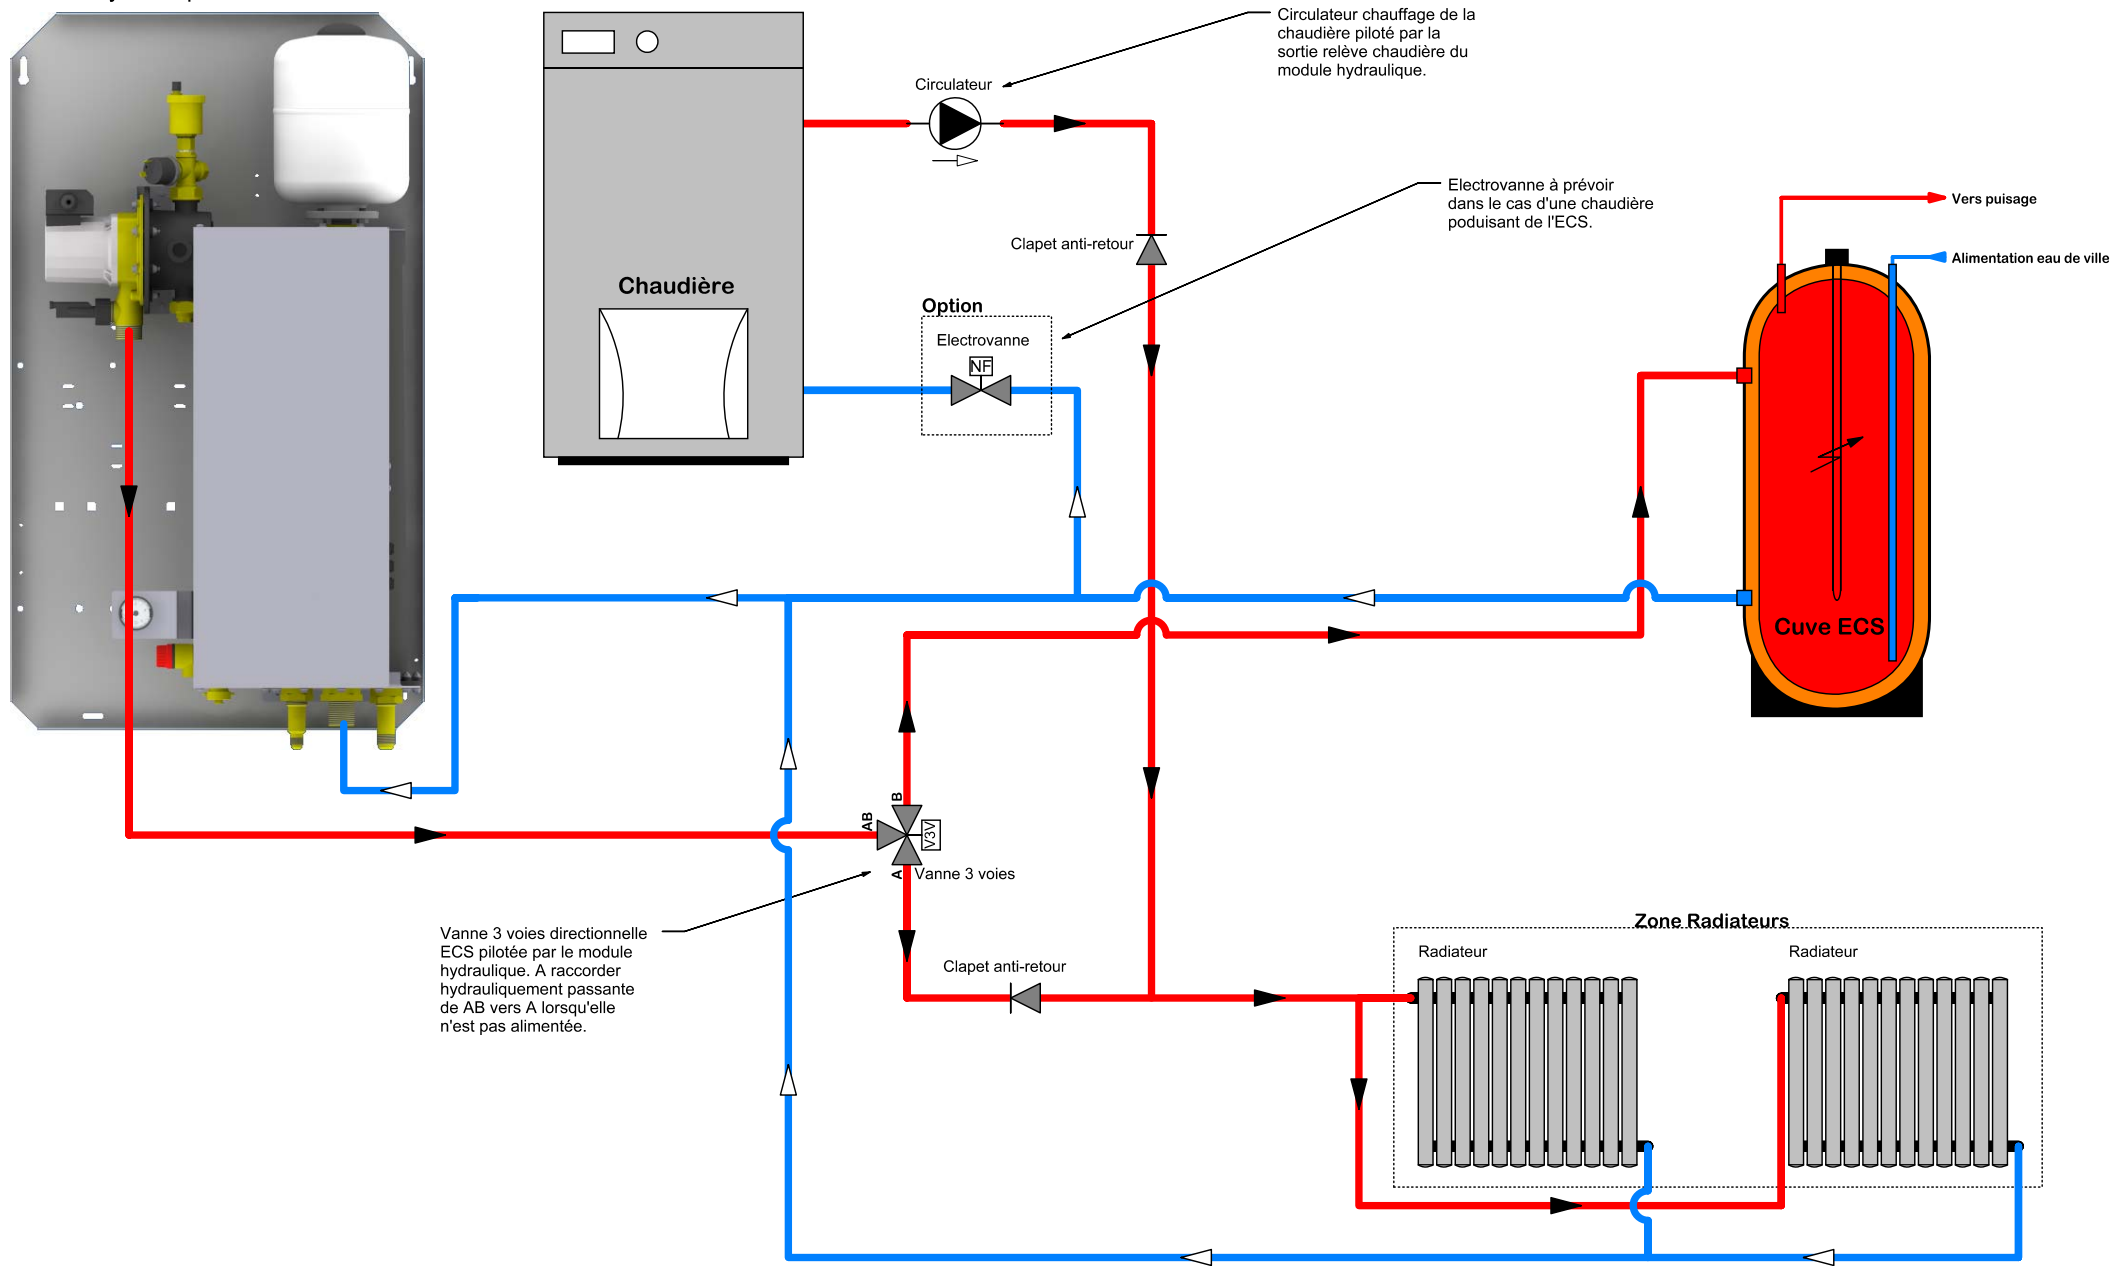 Circulateur chauffage de la
chaudière piloté par la
sortie relève chaudière du
module hydraulique.
Circulateur
Electrovanne à prévoir
dans le cas d'une chaudière
poduisant de l'ECS.
Vers puisage
Clapet anti-retour
Alimentation eau de ville
Chaudière
Option
Electrovanne
NF
Cuve ECS
B
AB
V3V
A
Vanne 3 voies
Vanne 3 voies directionnelle
ECS pilotée par le module
hydraulique. A raccorder
hydrauliquement passante
de AB vers A lorsqu'elle
n'est pas alimentée.
Clapet anti-retour
Zone Radiateurs
Radiateur
Radiateur